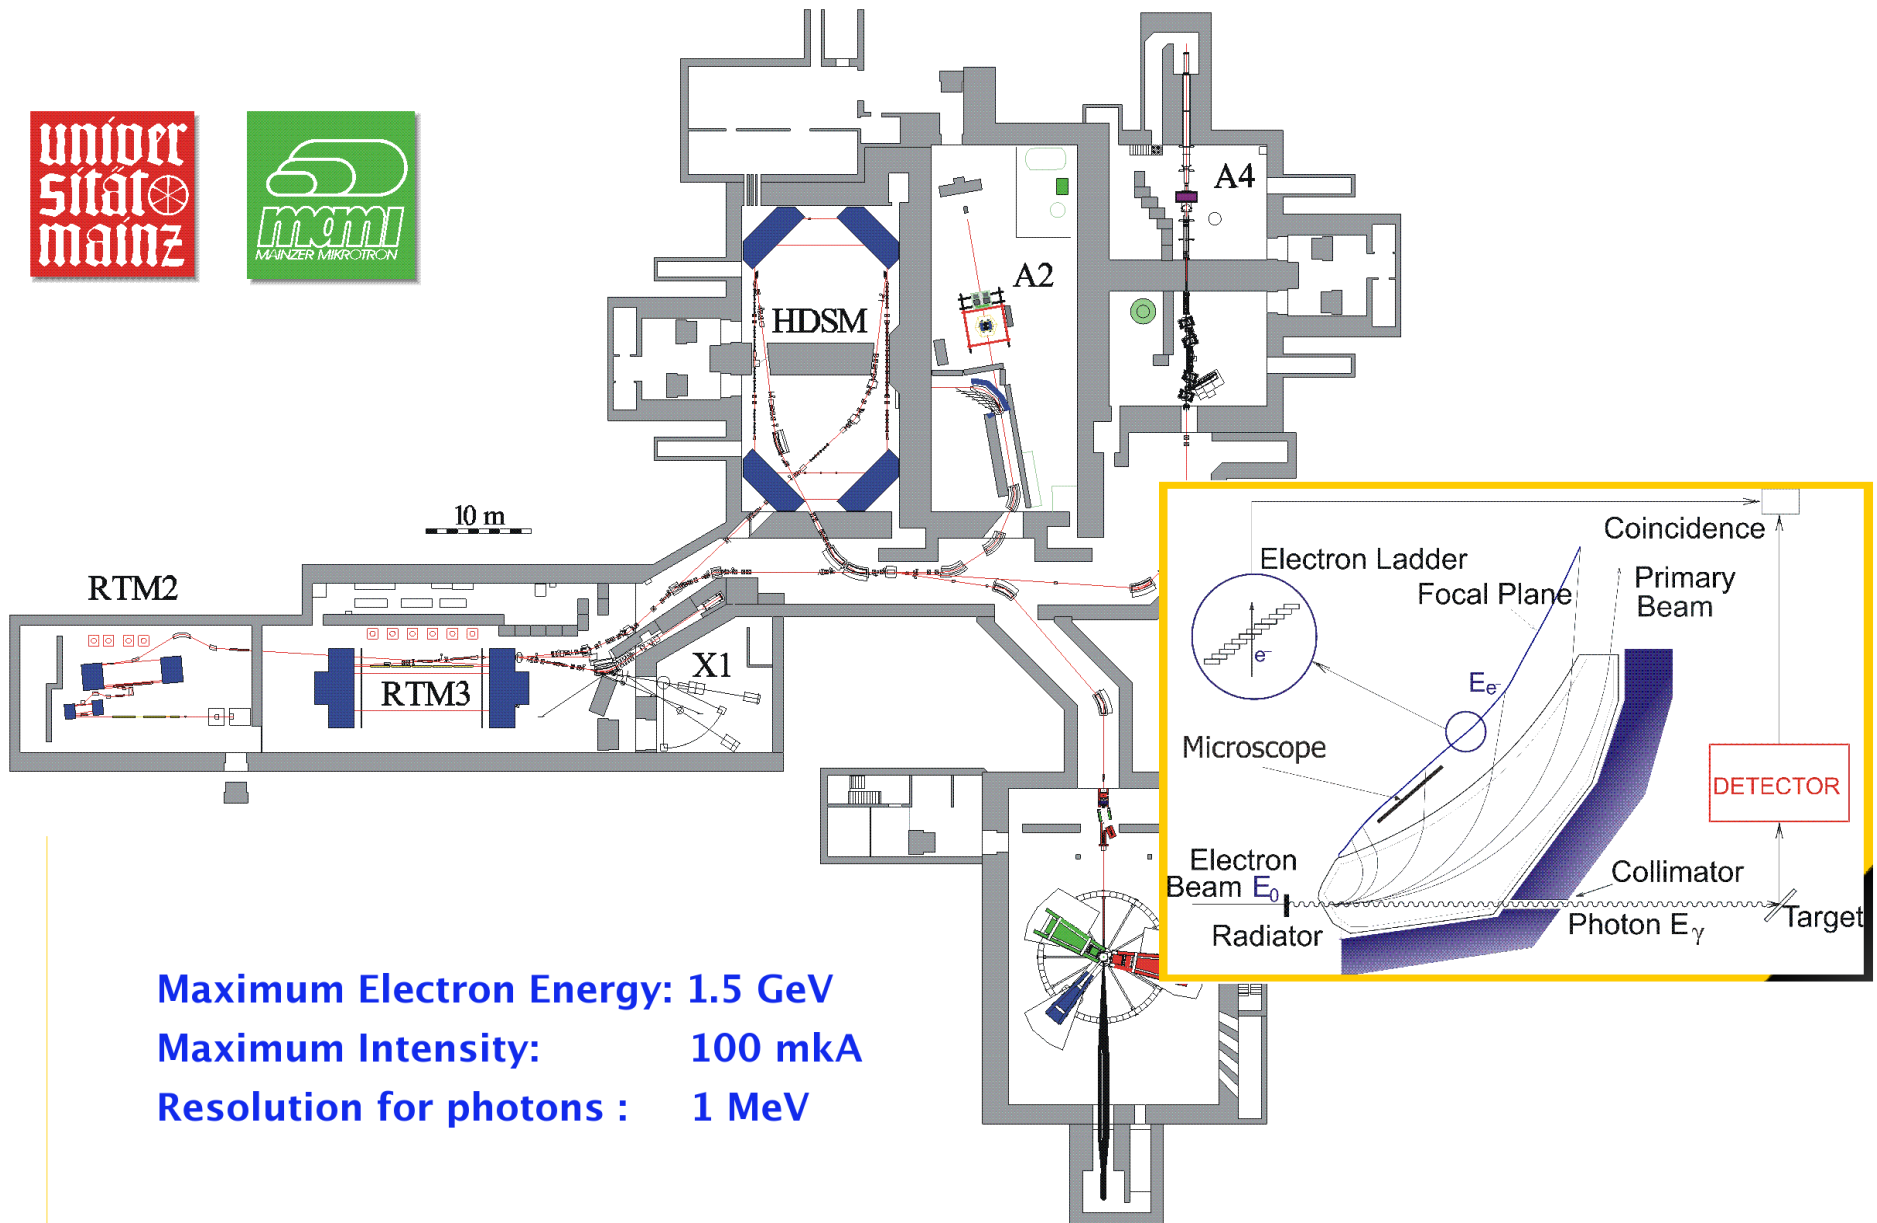 univer
sität
mainz
mami
MAINZER MIKROTRON
A4
A2
HDSM
10 m
RTM2
RTM3
X1
Coincidence
Electron Ladder
Focal Plane
Primary
Beam
e⁻
Ee⁻
Microscope
DETECTOR
Electron
Beam E₀
Collimator
Radiator
Photon Eγ
Target
Maximum Electron Energy: 1.5 GeV
Maximum Intensity: 100 mkA
Resolution for photons : 1 MeV